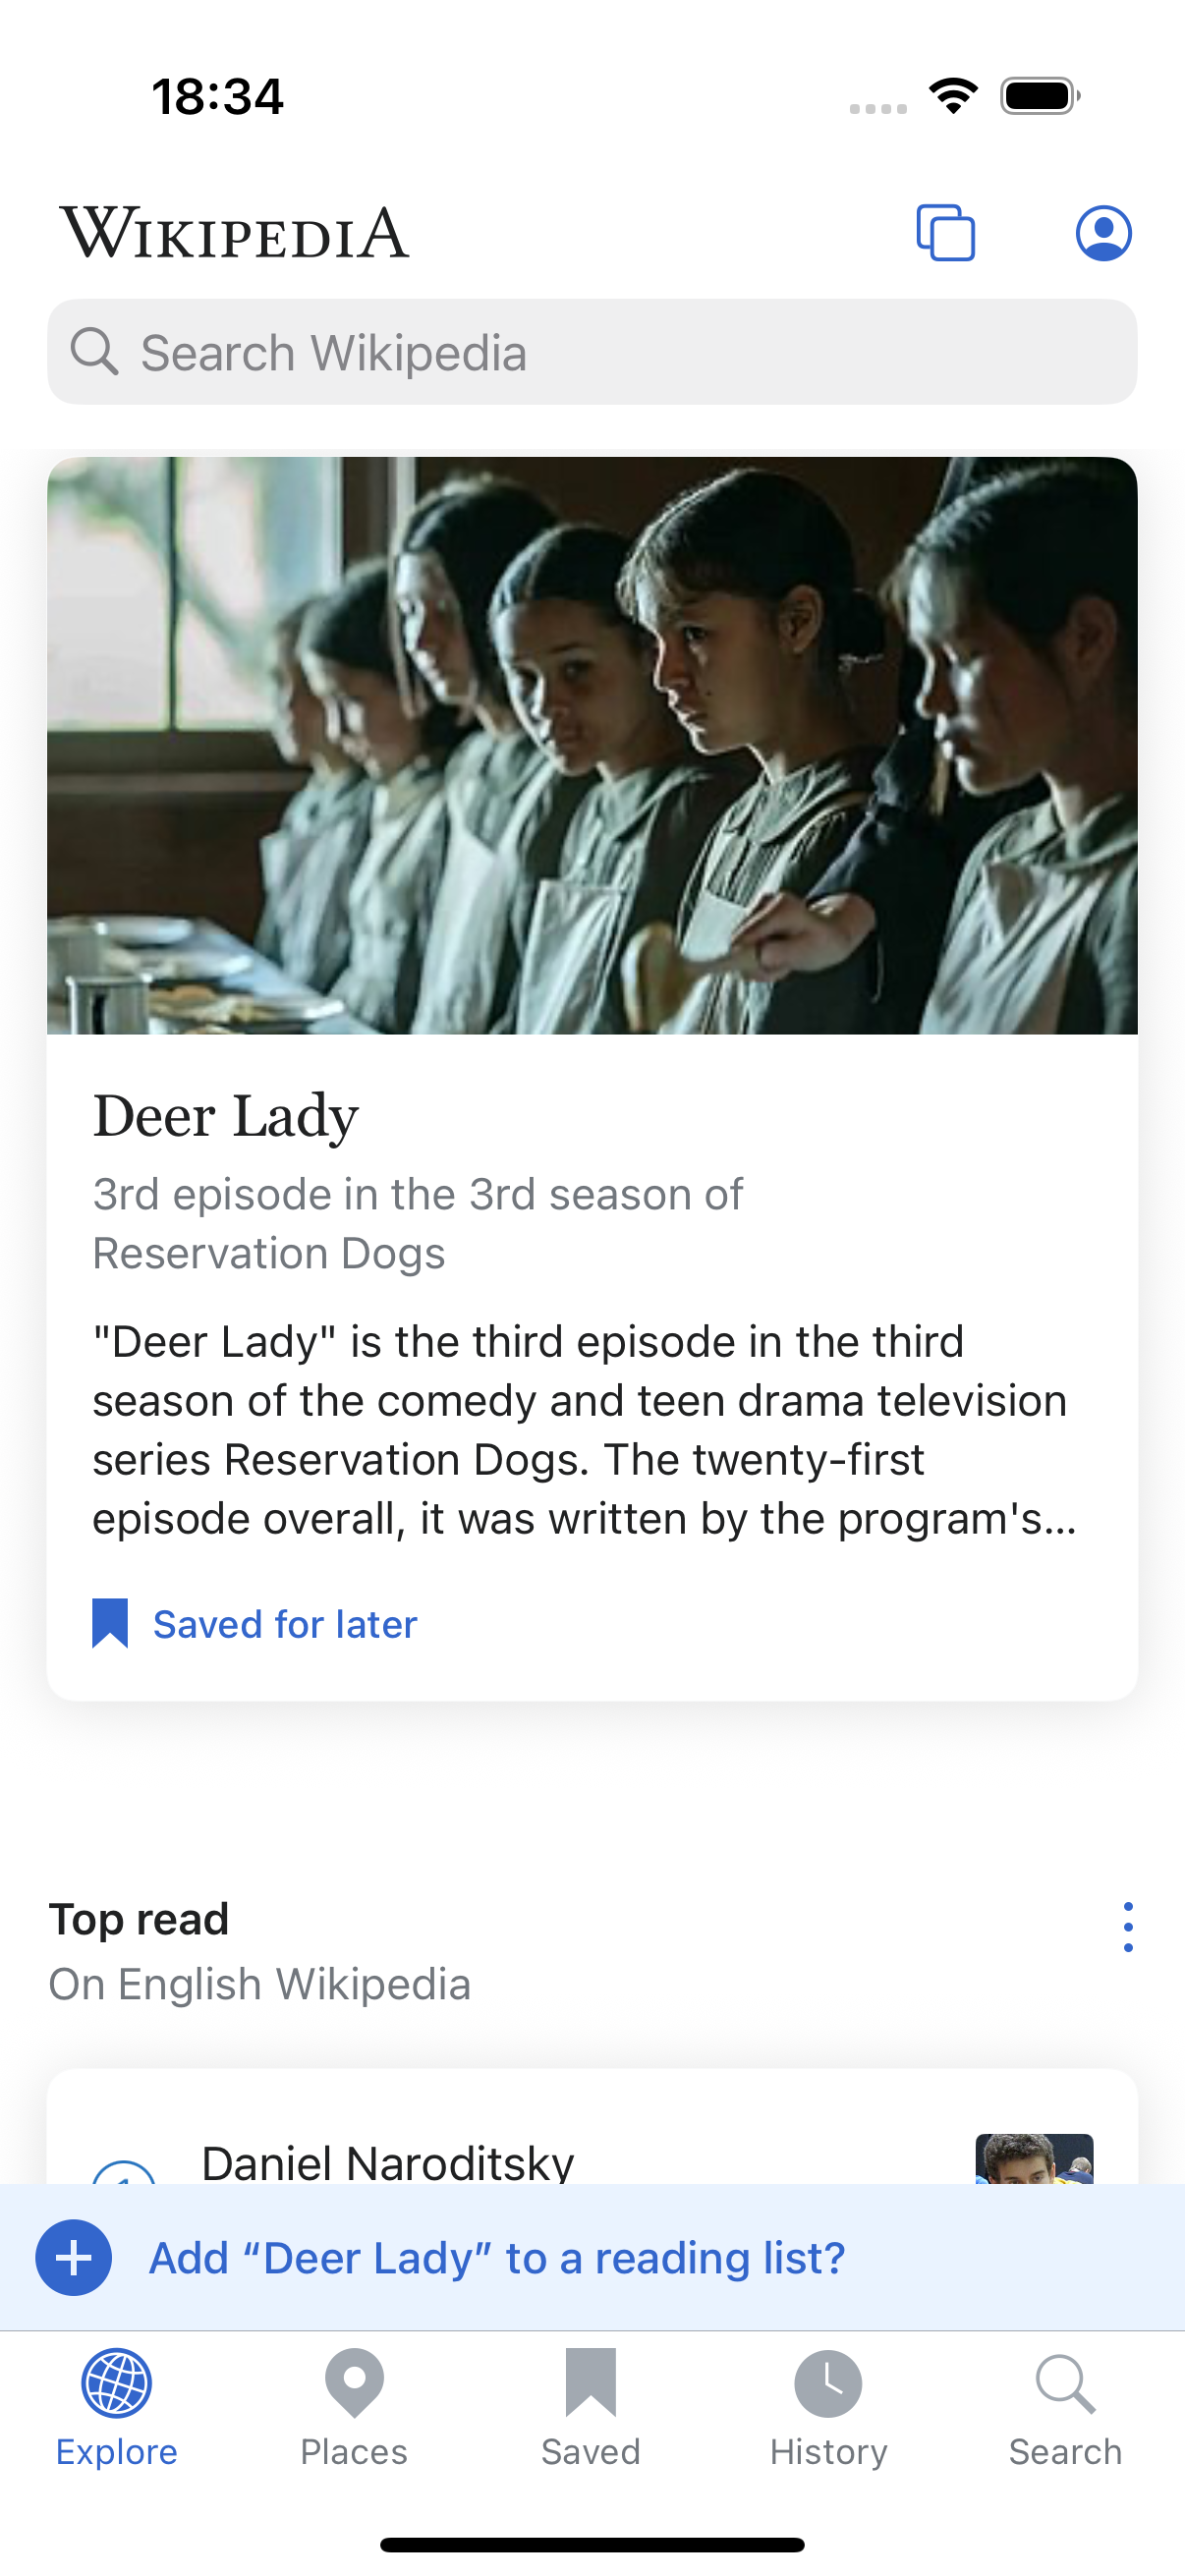 18:34
WIKIPEDIA
Search Wikipedia
Deer Lady
3rd episode in the 3rd season of
Reservation Dogs
"Deer Lady" is the third episode in the third
season of the comedy and teen drama television
series Reservation Dogs. The twenty-first
episode overall, it was written by the program's...
Saved for later
Top read
On English Wikipedia
Daniel Naroditsky
Add “Deer Lady” to a reading list?
Explore
Places
Saved
History
Search